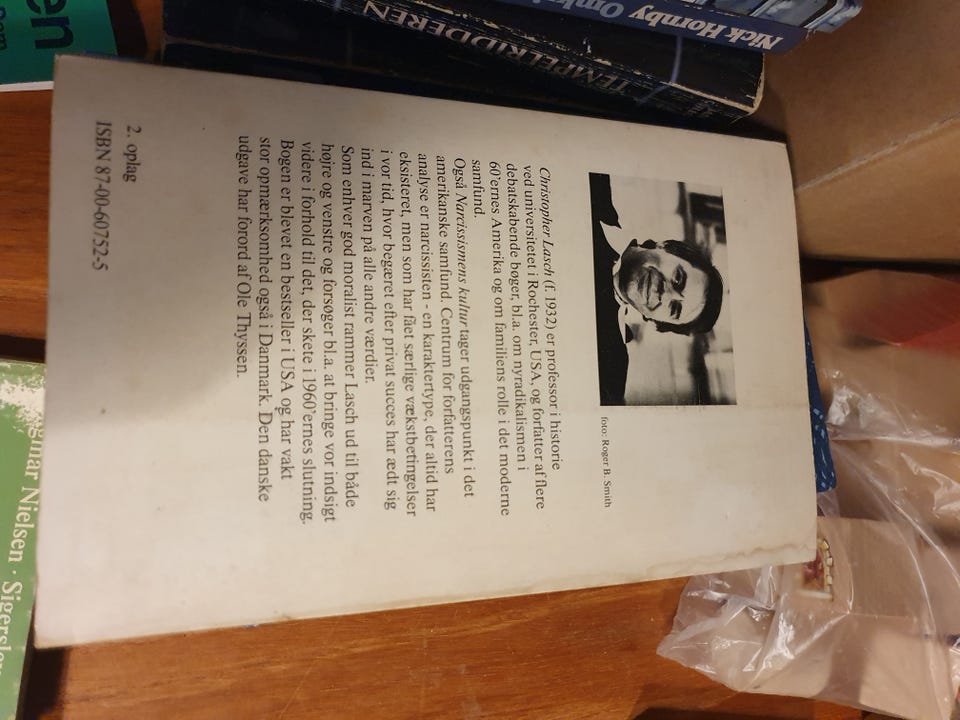 foto: Roger B. Smith
Christopher Lasch (f. 1932) er professor i historie
ved universitetet i Rochester, USA, og forfatter af flere
debatskabende bøger, bl.a. om nyradikalismen i
60'ernes Amerika og om familiens rolle i det moderne
samfund.
Også Narcissismens kultur tager udgangspunkt i det
amerikanske samfund. Centrum for forfatterens
analyse er narcissisten - en karaktertype, der altid har
eksisteret, men som har fået særlige vækstbetingelser
i vor tid, hvor begæret efter privat succes har ædt sig
ind i marven på alle andre værdier.
Som enhver god moralist rammer Lasch ud til både
højre og venstre og forsøger bl.a. at bringe vor indsigt
videre i forhold til det, der skete i 1960'ernes slutning.
Bogen er blevet en bestseller i USA og har vakt
stor opmærksomhed også i Danmark. Den danske
udgave har forord af Ole Thyssen.
2. oplag
ISBN 87-00-60752-5
Nick Hornby
TEMPELRIDDEREN
en
Nielsen